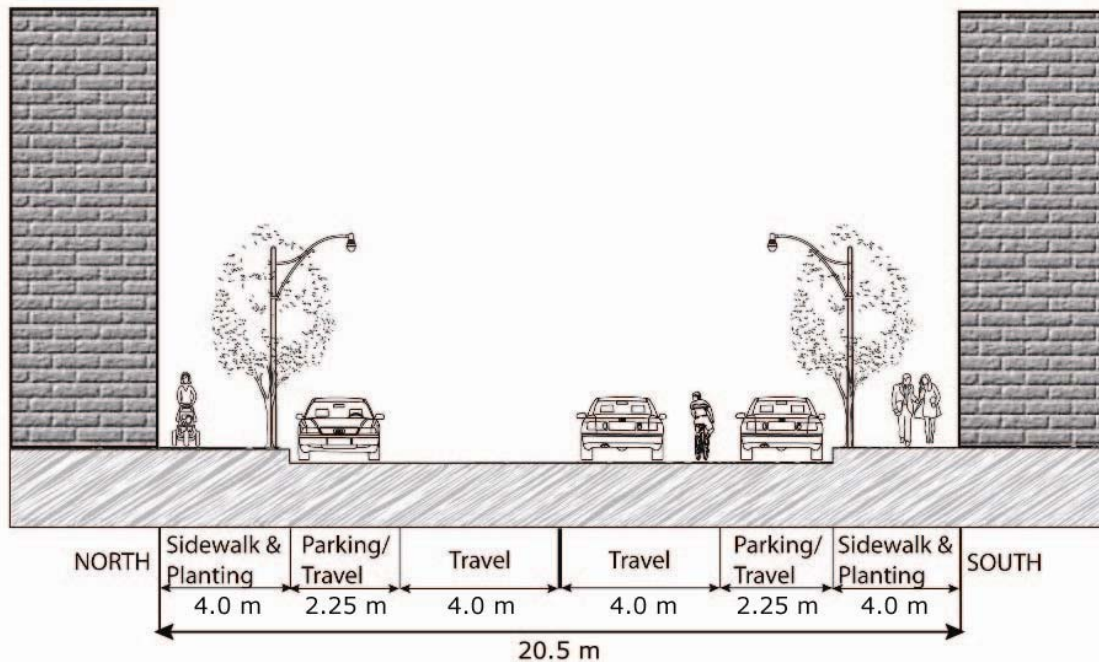 NORTH
Sidewalk &
Planting
4.0 m
Parking/
Travel
2.25 m
Travel
4.0 m
Travel
4.0 m
Parking/
Travel
2.25 m
Sidewalk &
Planting
4.0 m
SOUTH
20.5 m